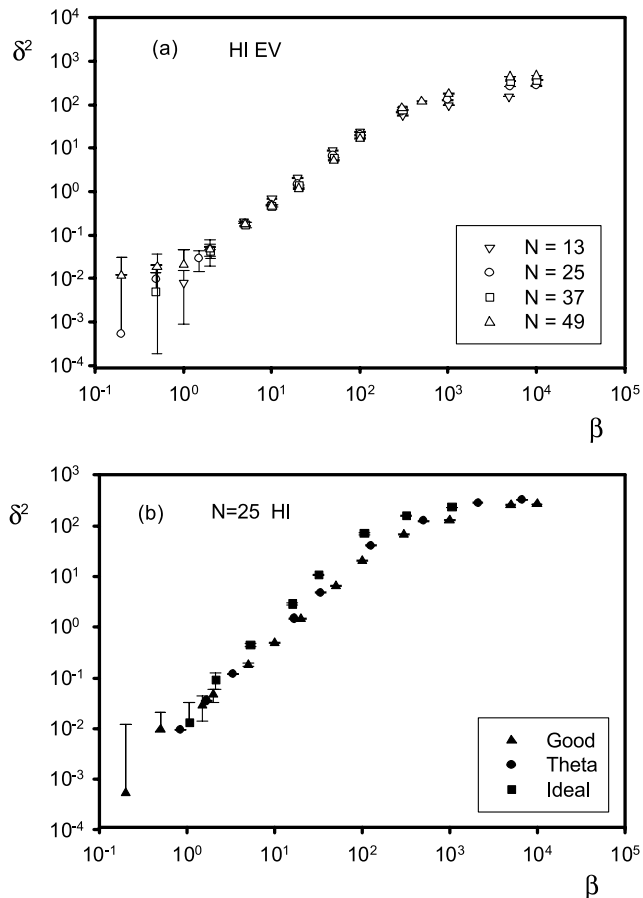 10⁴
δ²
(a) HI EV
10³
10²
10¹
10⁰
10⁻¹
10⁻²
10⁻³
10⁻⁴
N = 13
N = 25
N = 37
N = 49
10⁻¹ 10⁰ 10¹ 10² 10³ 10⁴ 10⁵
β
10³
δ²
(b) N=25 HI
10²
10¹
10⁰
10⁻¹
10⁻²
10⁻³
10⁻⁴
Good
Theta
Ideal
10⁻¹ 10⁰ 10¹ 10² 10³ 10⁴ 10⁵
β